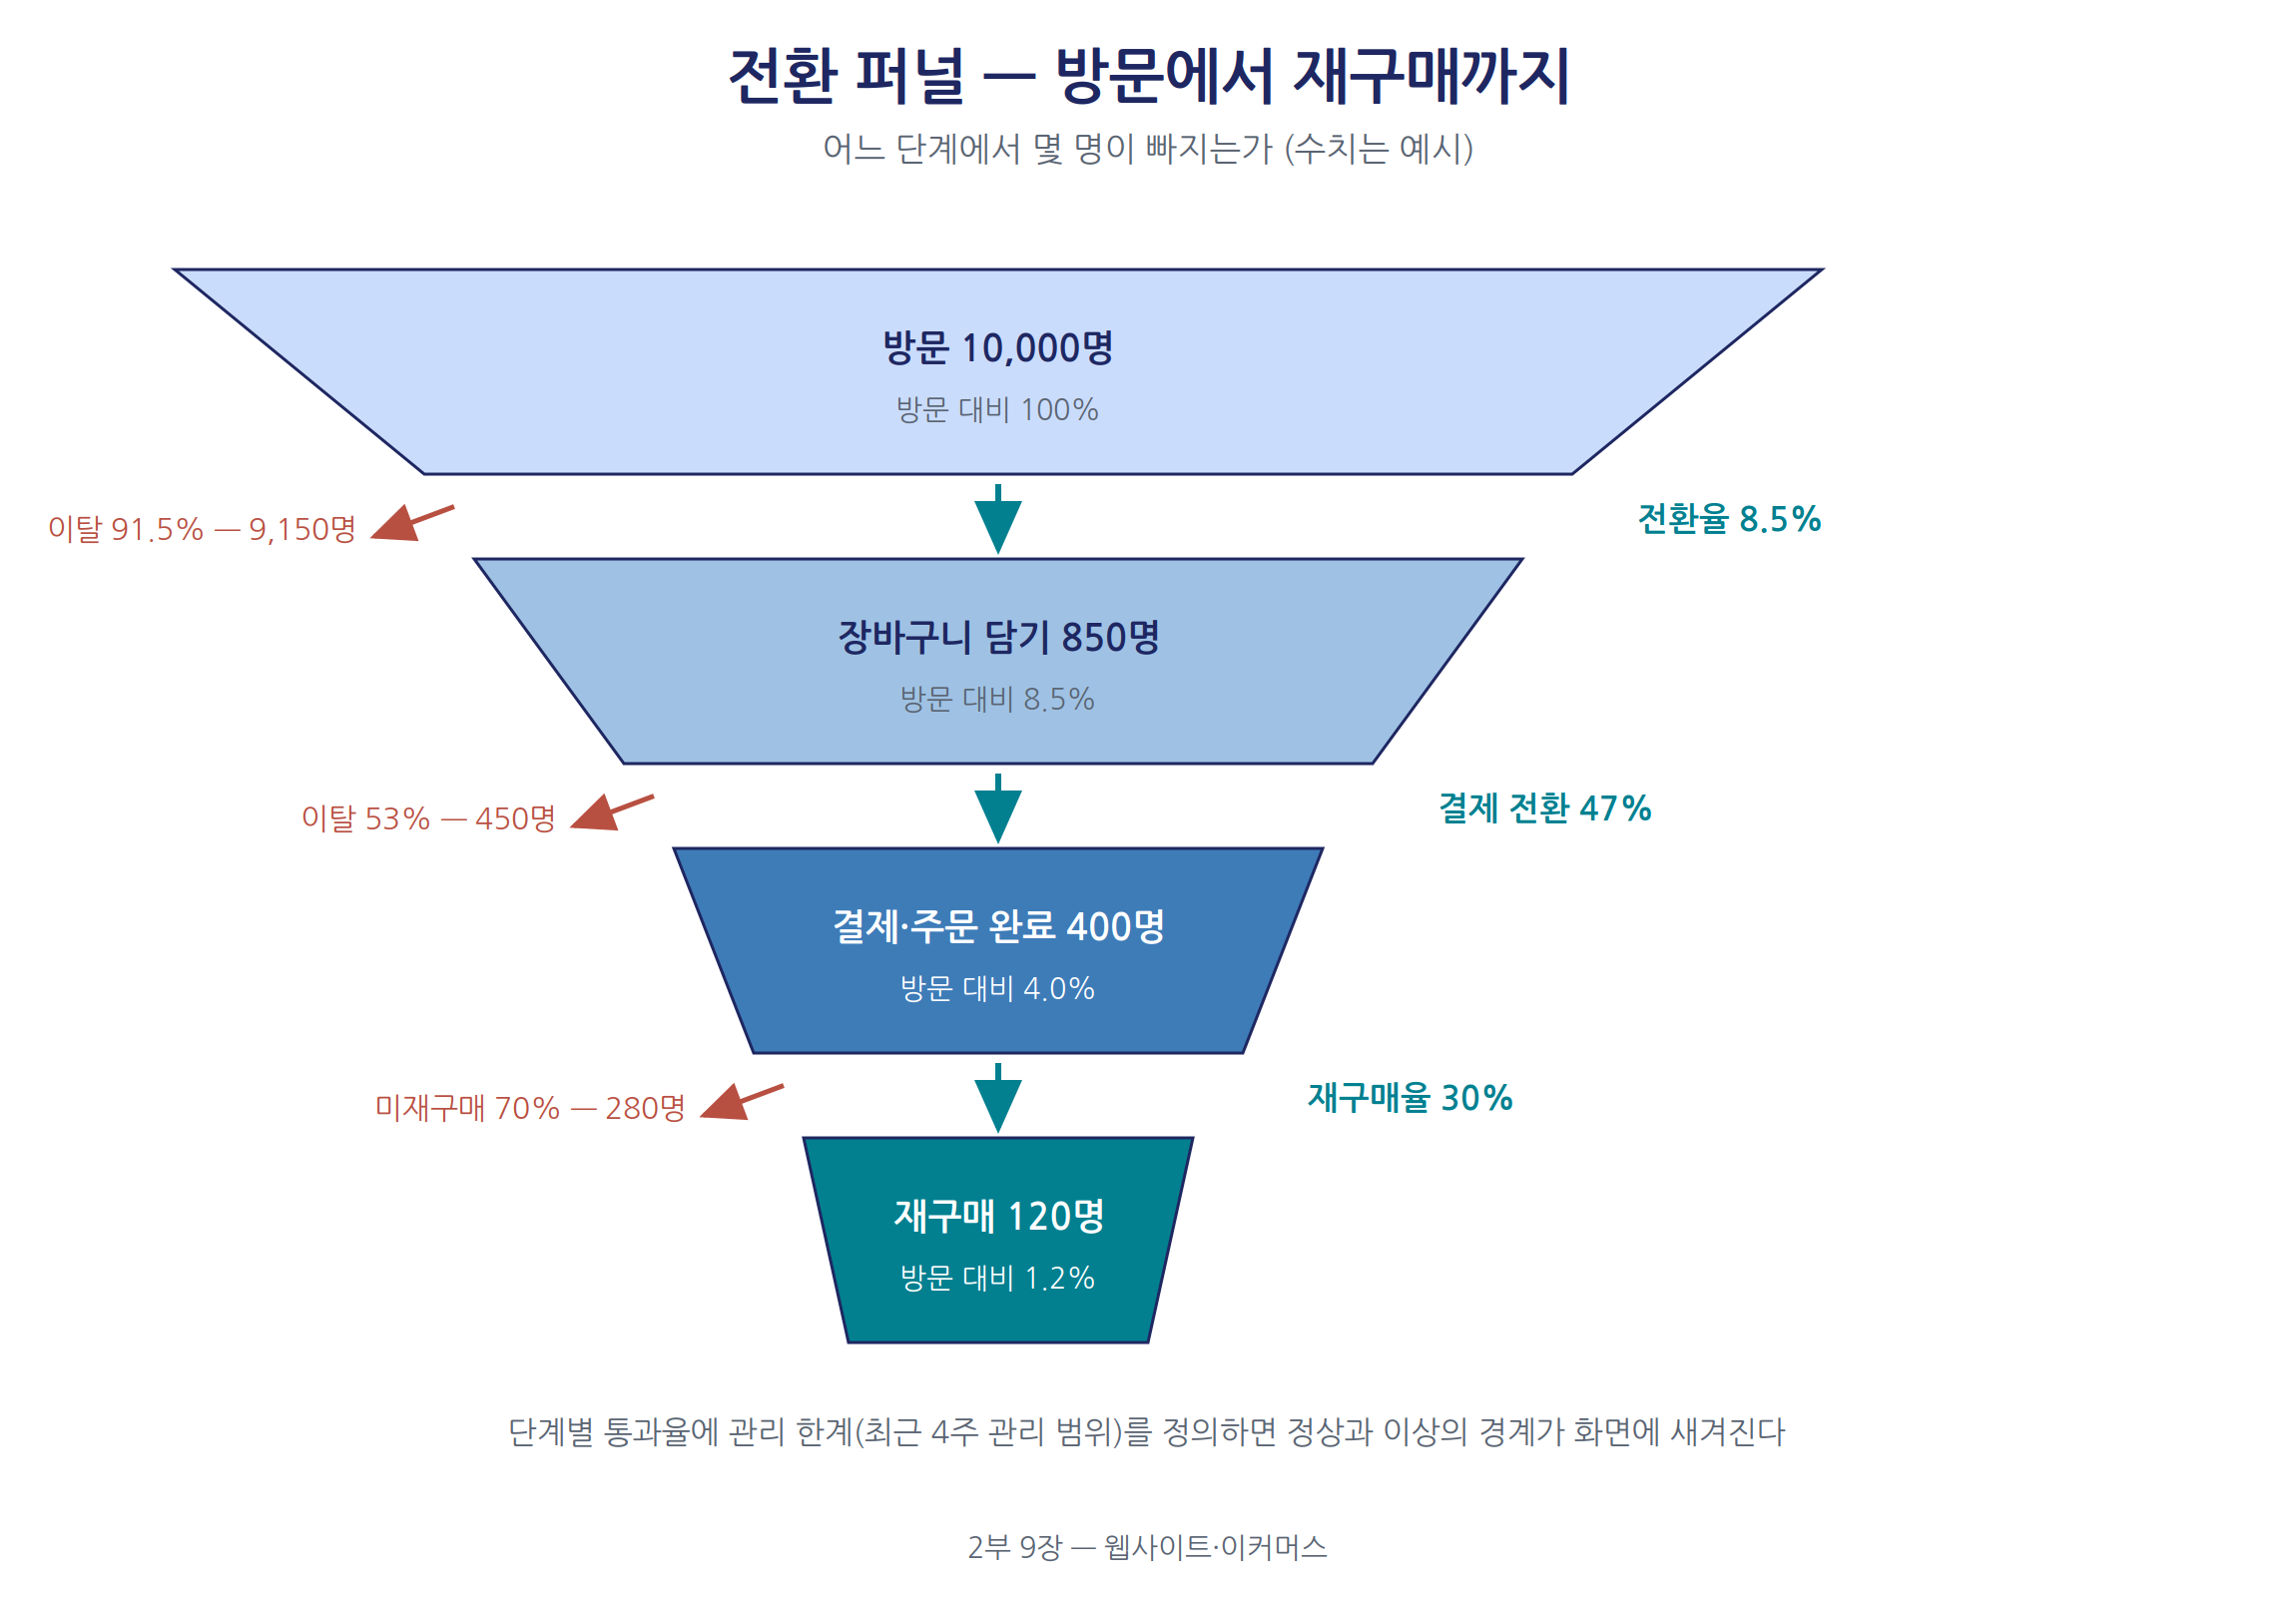 전환 퍼널 — 방문에서 재구매까지
어느 단계에서 몇 명이 빠지는가 (수치는 예시)
방문 10,000명
방문 대비 100%
이탈 91.5% — 9,150명
전환율 8.5%
장바구니 담기 850명
방문 대비 8.5%
이탈 53% — 450명
결제 전환 47%
결제·주문 완료 400명
방문 대비 4.0%
미재구매 70% — 280명
재구매율 30%
재구매 120명
방문 대비 1.2%
단계별 통과율에 관리 한계(최근 4주 관리 범위)를 정의하면 정상과 이상의 경계가 화면에 새겨진다
2부 9장 — 웹사이트·이커머스